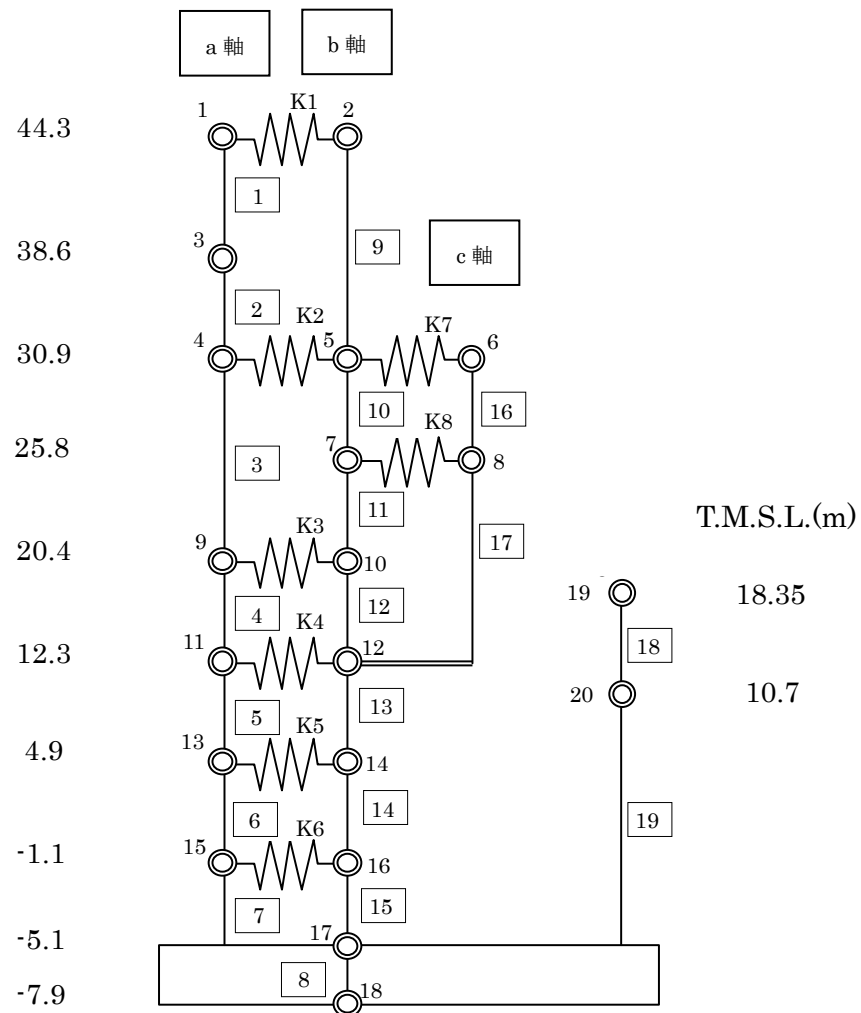 a 軸 b 軸
44.3 1 K1 2
1
38.6 3 9 c 軸
2 K2 K7
30.9 4 5 6
10 16
K8
25.8 3 7 8
11 T.M.S.L.(m)
K3 17
20.4 9 10
19 18.35
4 K4 12
12.3 11 12 18
13 20 10.7
5 K5
4.9 13 14
14
6 K6 19
-1.1 15 16
7 15
-5.1 17
8
-7.9 18